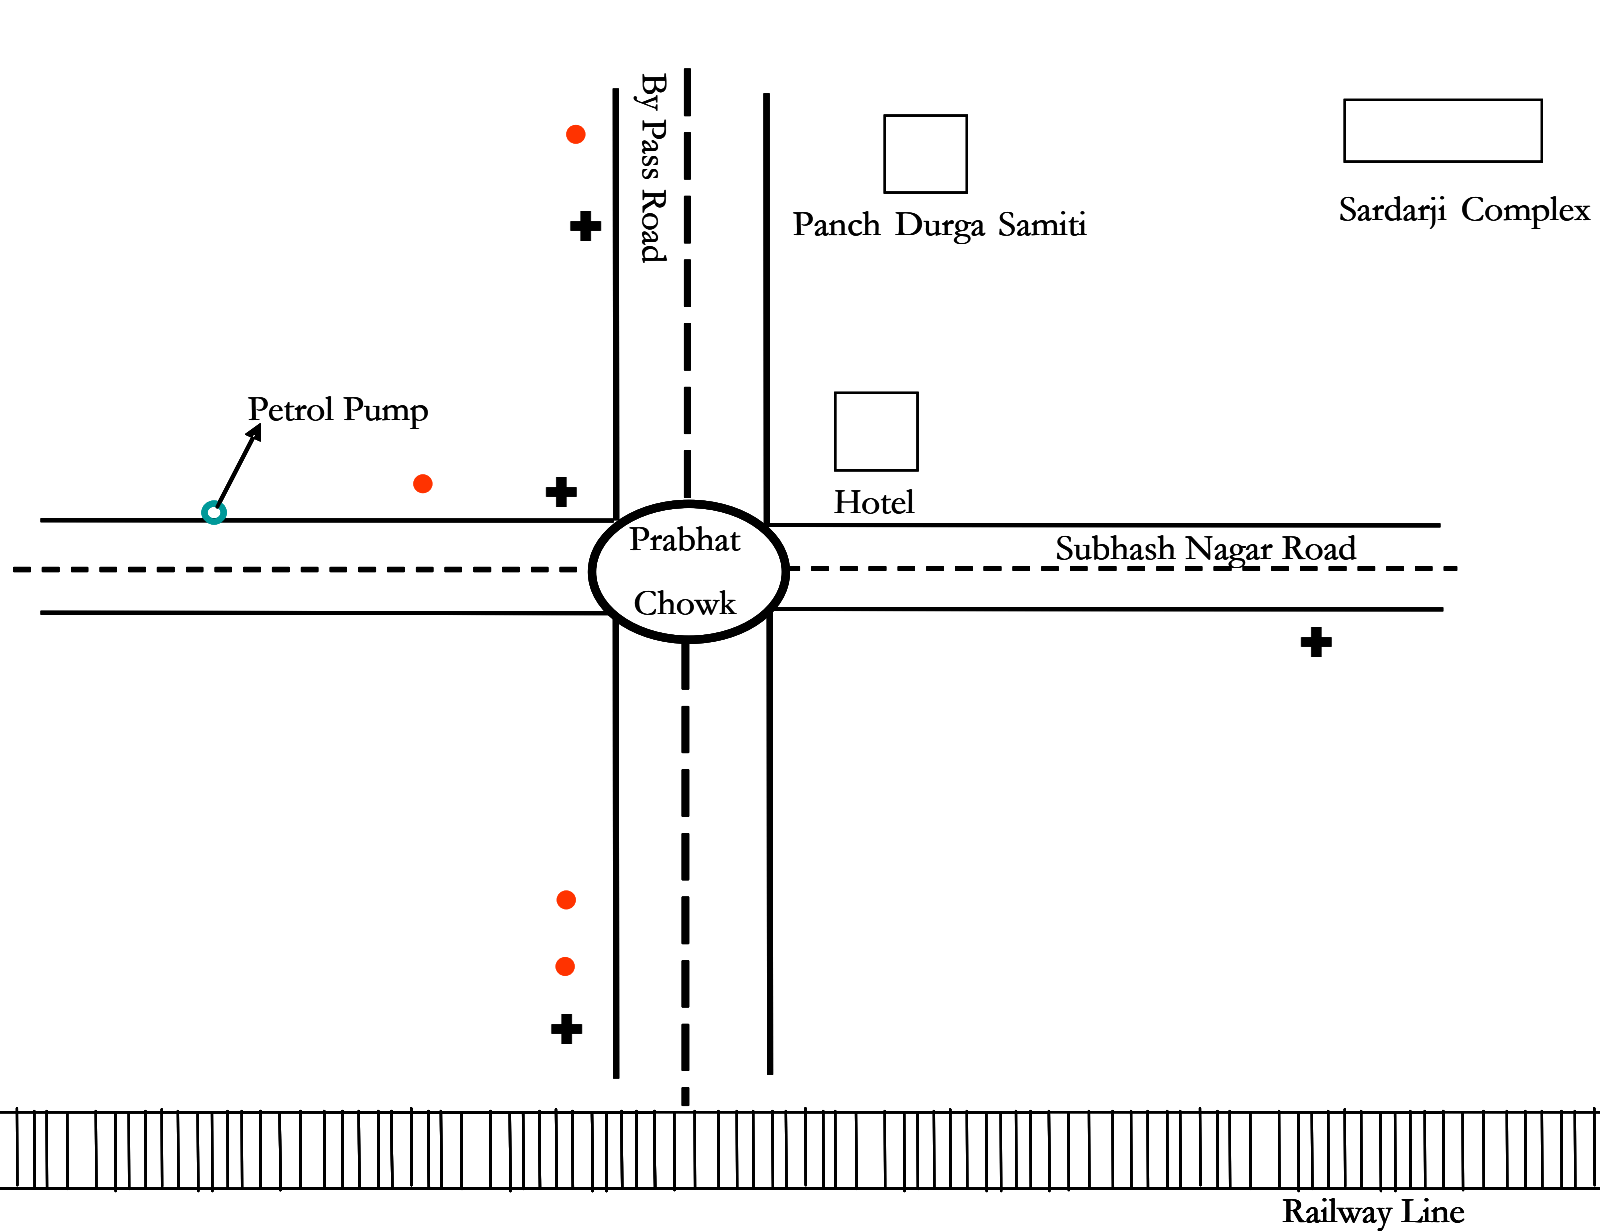 By Pass Road
Panch Durga Samiti
Sardarji Complex
Petrol Pump
Hotel
Prabhat
Chowk
Subhash Nagar Road
Railway Line